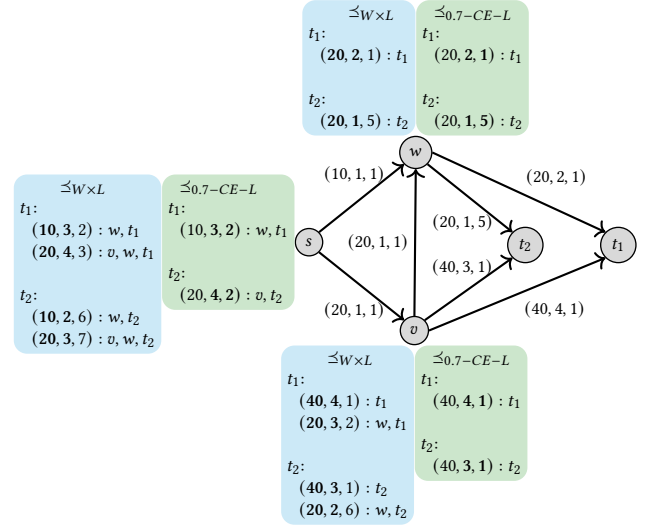 ⪯W×L
t1:
(20, 2, 1) : t1
t2:
(20, 1, 5) : t2
⪯0.7−CE−L
t1:
(20, 2, 1) : t1
t2:
(20, 1, 5) : t2
⪯W×L
t1:
(10, 3, 2) : w, t1
(20, 4, 3) : v, w, t1
t2:
(10, 2, 6) : w, t2
(20, 3, 7) : v, w, t2
⪯0.7−CE−L
t1:
(10, 3, 2) : w, t1
t2:
(20, 4, 2) : v, t2
w
(10, 1, 1)
(20, 2, 1)
(20, 1, 5)
s
(20, 1, 1)
t2
t1
(40, 3, 1)
(20, 1, 1)
(40, 4, 1)
v
⪯W×L
t1:
(40, 4, 1) : t1
(20, 3, 2) : w, t1
t2:
(40, 3, 1) : t2
(20, 2, 6) : w, t2
⪯0.7−CE−L
t1:
(40, 4, 1) : t1
t2:
(40, 3, 1) : t2